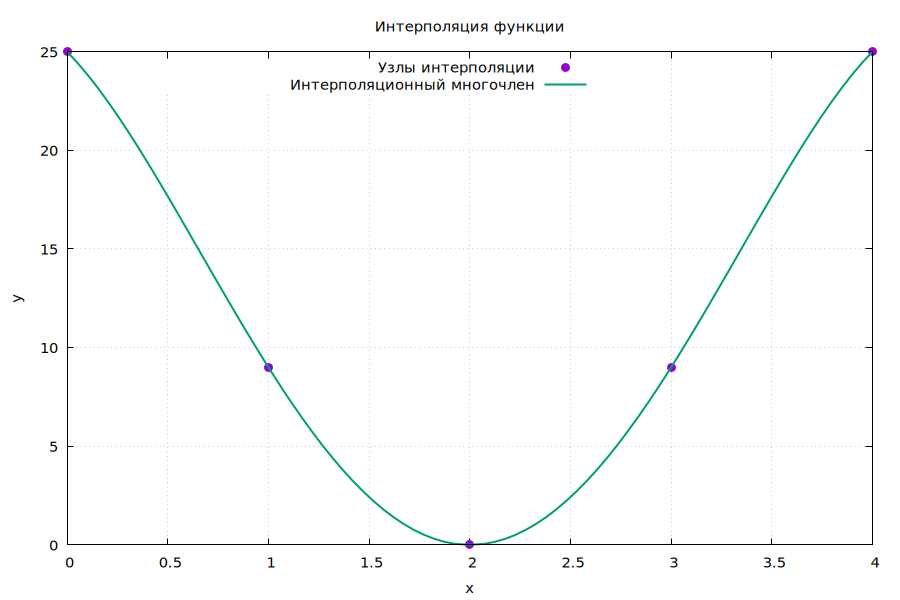 Интерполяция функции
Узлы интерполяции
Интерполяционный многочлен
25
20
15
10
5
0
y
0 0.5 1 1.5 2 2.5 3 3.5 4
x